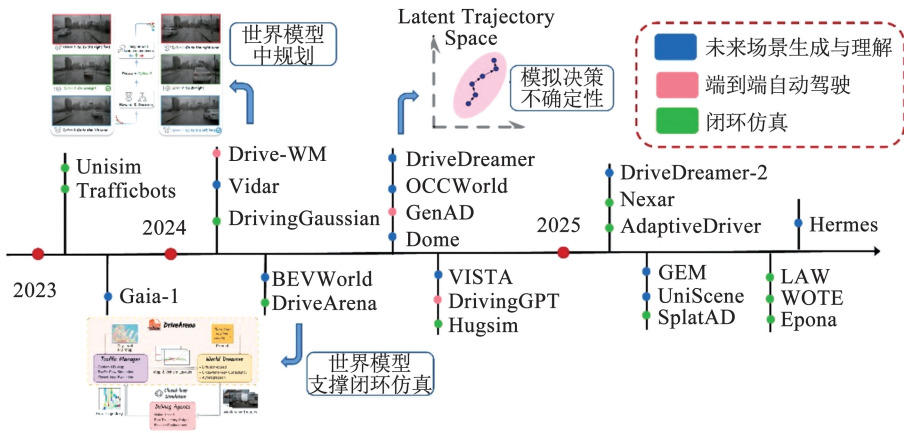 世界模型
中规划
Latent Trajectory
Space
模拟决策
不确定性
未来场景生成与理解
端到端自动驾驶
闭环仿真
Unisim
Trafficbots
Drive-WM
Vidar
DrivingGaussian
DriveDreamer
OCCWorld
GenAD
Dome
DriveDreamer-2
Nexar
AdaptiveDriver
Hermes
2023
2024
2025
Gaia-1
BEVWorld
DriveArena
VISTA
DrivingGPT
Hugsim
GEM
UniScene
SplatAD
LAW
WOTE
Epona
DriveArena
Traffic Manager
World Dreamer
Driving Agents
世界模型
支撑闭环仿真